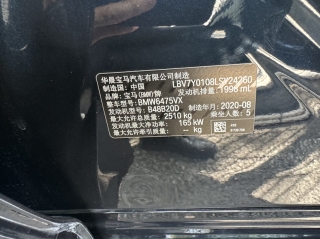 华晨宝马汽车有限公司制造
制造国: 中国 LBV7Y0108LSV24260
品牌: 宝马(BMW)牌 发动机排量: 1998 mL
整车型号: BMW6475VX
发动机型号: B48B20D 制造年月: 2020-08
最大允许总质量: 2510 kg 乘坐人数: 5
最大净功率: 165 kW
最大允许牵引质量: – kg